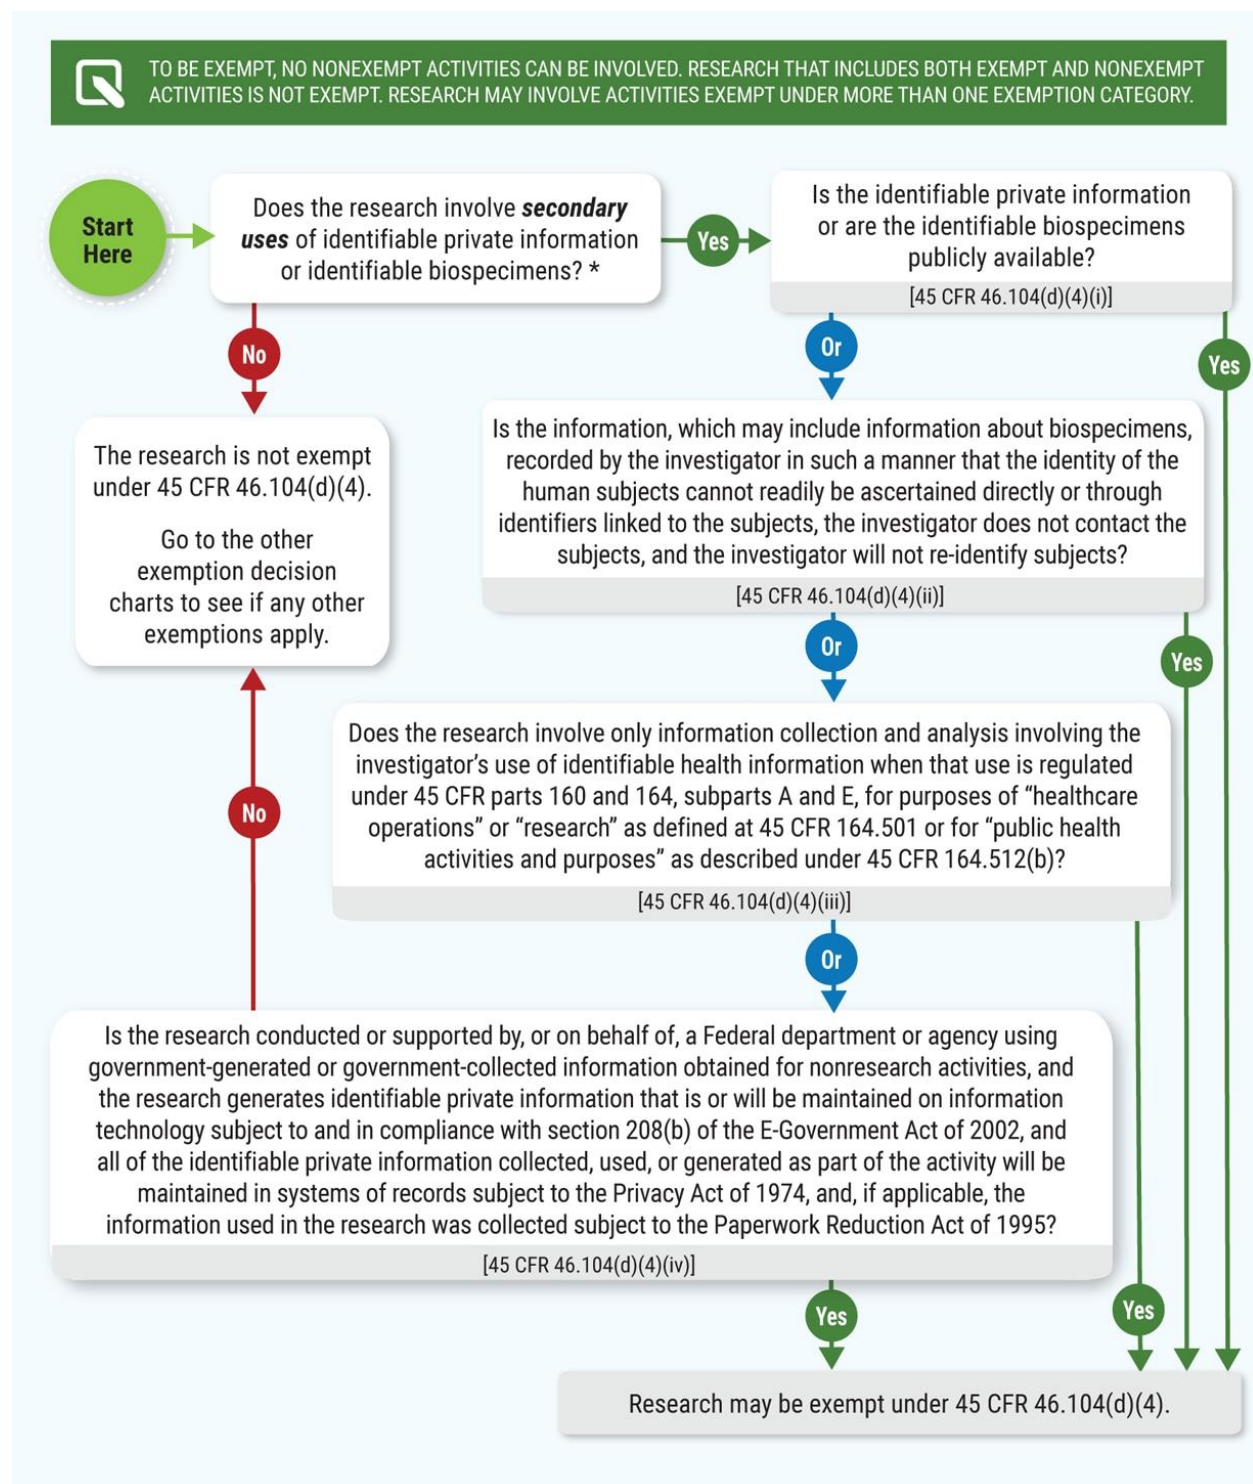 TO BE EXEMPT, NO NONEXEMPT ACTIVITIES CAN BE INVOLVED. RESEARCH THAT INCLUDES BOTH EXEMPT AND NONEXEMPT
ACTIVITIES IS NOT EXEMPT. RESEARCH MAY INVOLVE ACTIVITIES EXEMPT UNDER MORE THAN ONE EXEMPTION CATEGORY.
Start
Here
Does the research involve secondary
uses of identifiable private information
or identifiable biospecimens? *
Yes
Is the identifiable private information
or are the identifiable biospecimens
publicly available?
[45 CFR 46.104(d)(4)(i)]
No
Or
Yes
The research is not exempt
under 45 CFR 46.104(d)(4).
Go to the other
exemption decision
charts to see if any other
exemptions apply.
Is the information, which may include information about biospecimens,
recorded by the investigator in such a manner that the identity of the
human subjects cannot readily be ascertained directly or through
identifiers linked to the subjects, the investigator does not contact the
subjects, and the investigator will not re-identify subjects?
[45 CFR 46.104(d)(4)(ii)]
Or
Yes
Does the research involve only information collection and analysis involving the
investigator’s use of identifiable health information when that use is regulated
under 45 CFR parts 160 and 164, subparts A and E, for purposes of “healthcare
operations” or “research” as defined at 45 CFR 164.501 or for “public health
activities and purposes” as described under 45 CFR 164.512(b)?
[45 CFR 46.104(d)(4)(iii)]
No
Or
Is the research conducted or supported by, or on behalf of, a Federal department or agency using
government-generated or government-collected information obtained for nonresearch activities, and
the research generates identifiable private information that is or will be maintained on information
technology subject to and in compliance with section 208(b) of the E-Government Act of 2002, and
all of the identifiable private information collected, used, or generated as part of the activity will be
maintained in systems of records subject to the Privacy Act of 1974, and, if applicable, the
information used in the research was collected subject to the Paperwork Reduction Act of 1995?
[45 CFR 46.104(d)(4)(iv)]
Yes
Yes
Research may be exempt under 45 CFR 46.104(d)(4).